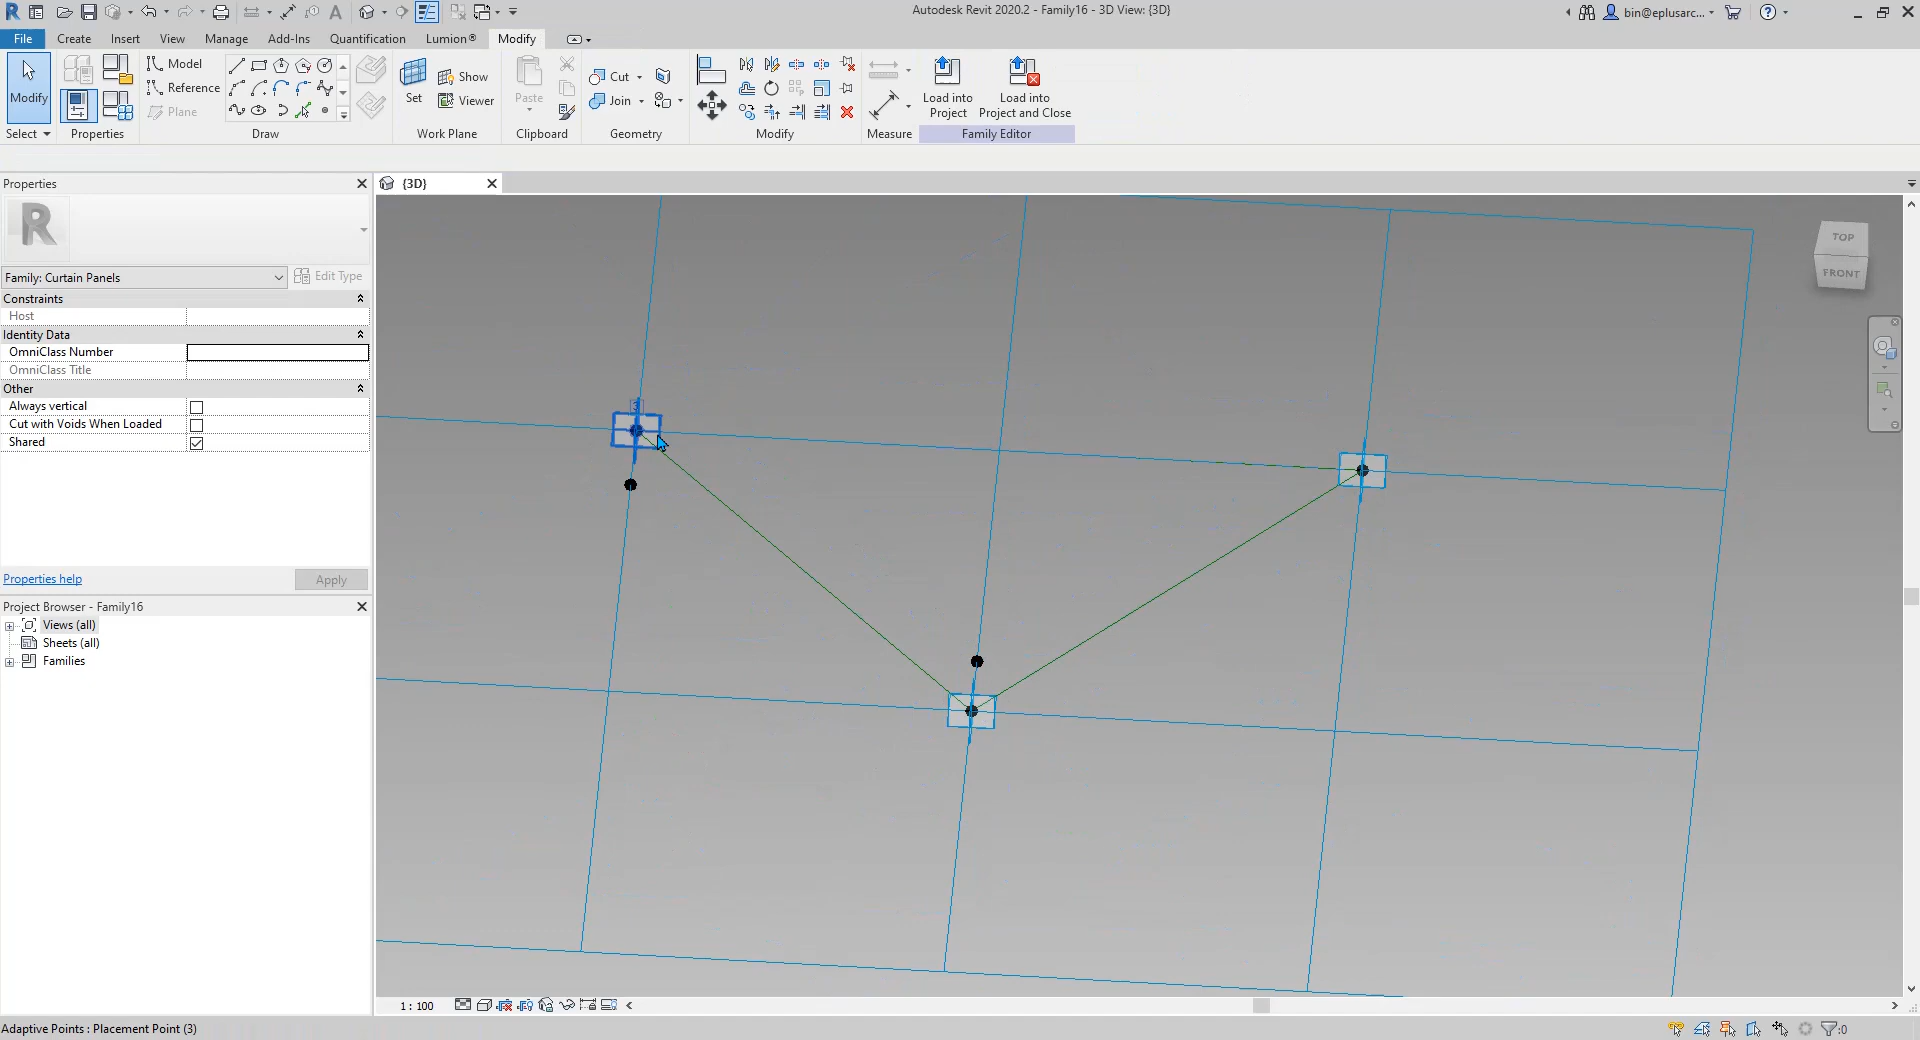 Autodesk Revit 2020.2 - Family16 - 3D View: {3D}
bin@eplusarc...
File Create Insert View Manage Add-Ins Quantification Lumion® Modify
Modify
Select
Properties
Model
Reference
Plane
Draw
Set
Show
Viewer
Work Plane
Paste
Clipboard
Cut
Join
Geometry
Modify
Measure
Load into
Project
Load into
Project and Close
Family Editor
Properties
{3D}
R
Family: Curtain Panels
Edit Type
Constraints
Host
Identity Data
OmniClass Number
OmniClass Title
Other
Always vertical
Cut with Voids When Loaded
Shared
Properties help
Apply
Project Browser - Family16
Views (all)
Sheets (all)
Families
TOP
FRONT
3
1 : 100
Adaptive Points : Placement Point (3)
:0